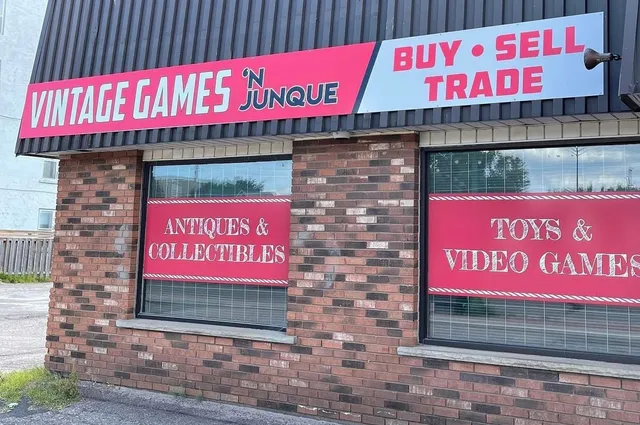 VINTAGE GAMES 'N JUNQUE
BUY • SELL
TRADE
ANTIQUES &
COLLECTIBLES
TOYS &
VIDEO GAMES